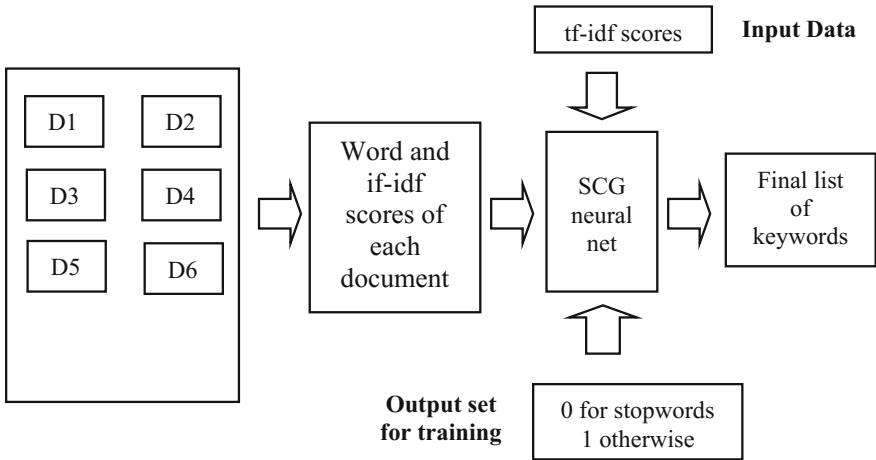 tf-idf scores
Input Data
D1
D2
D3
D4
D5
D6
Word and
if-idf
scores of
each
document
SCG
neural
net
Final list
of
keywords
Output set
for training
0 for stopwords
1 otherwise